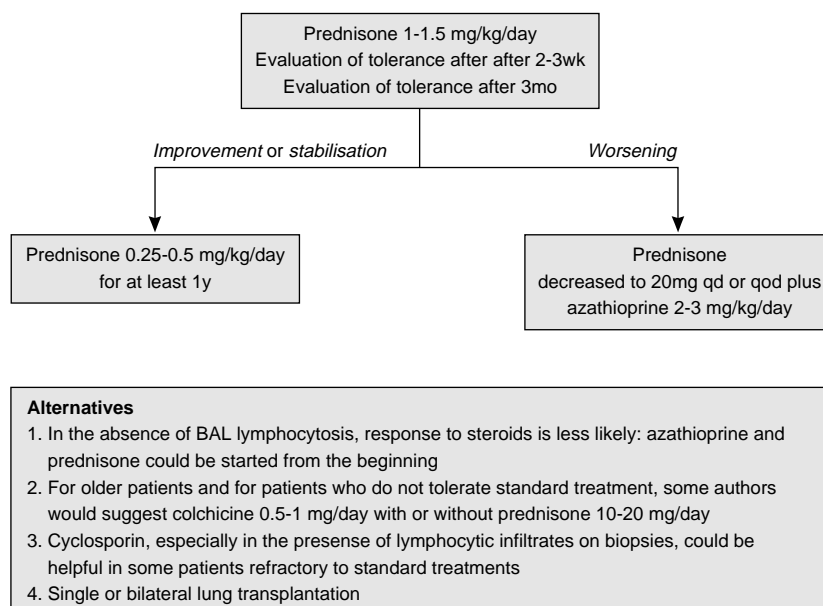 Prednisone 1-1.5 mg/kg/day
Evaluation of tolerance after after 2-3wk
Evaluation of tolerance after 3mo
Improvement or stabilisation
Worsening
Prednisone 0.25-0.5 mg/kg/day
for at least 1y
Prednisone
decreased to 20mg qd or qod plus
azathioprine 2-3 mg/kg/day
Alternatives
1. In the absence of BAL lymphocytosis, response to steroids is less likely: azathioprine and
prednisone could be started from the beginning
2. For older patients and for patients who do not tolerate standard treatment, some authors
would suggest colchicine 0.5-1 mg/day with or without prednisone 10-20 mg/day
3. Cyclosporin, especially in the presense of lymphocytic infiltrates on biopsies, could be
helpful in some patients refractory to standard treatments
4. Single or bilateral lung transplantation